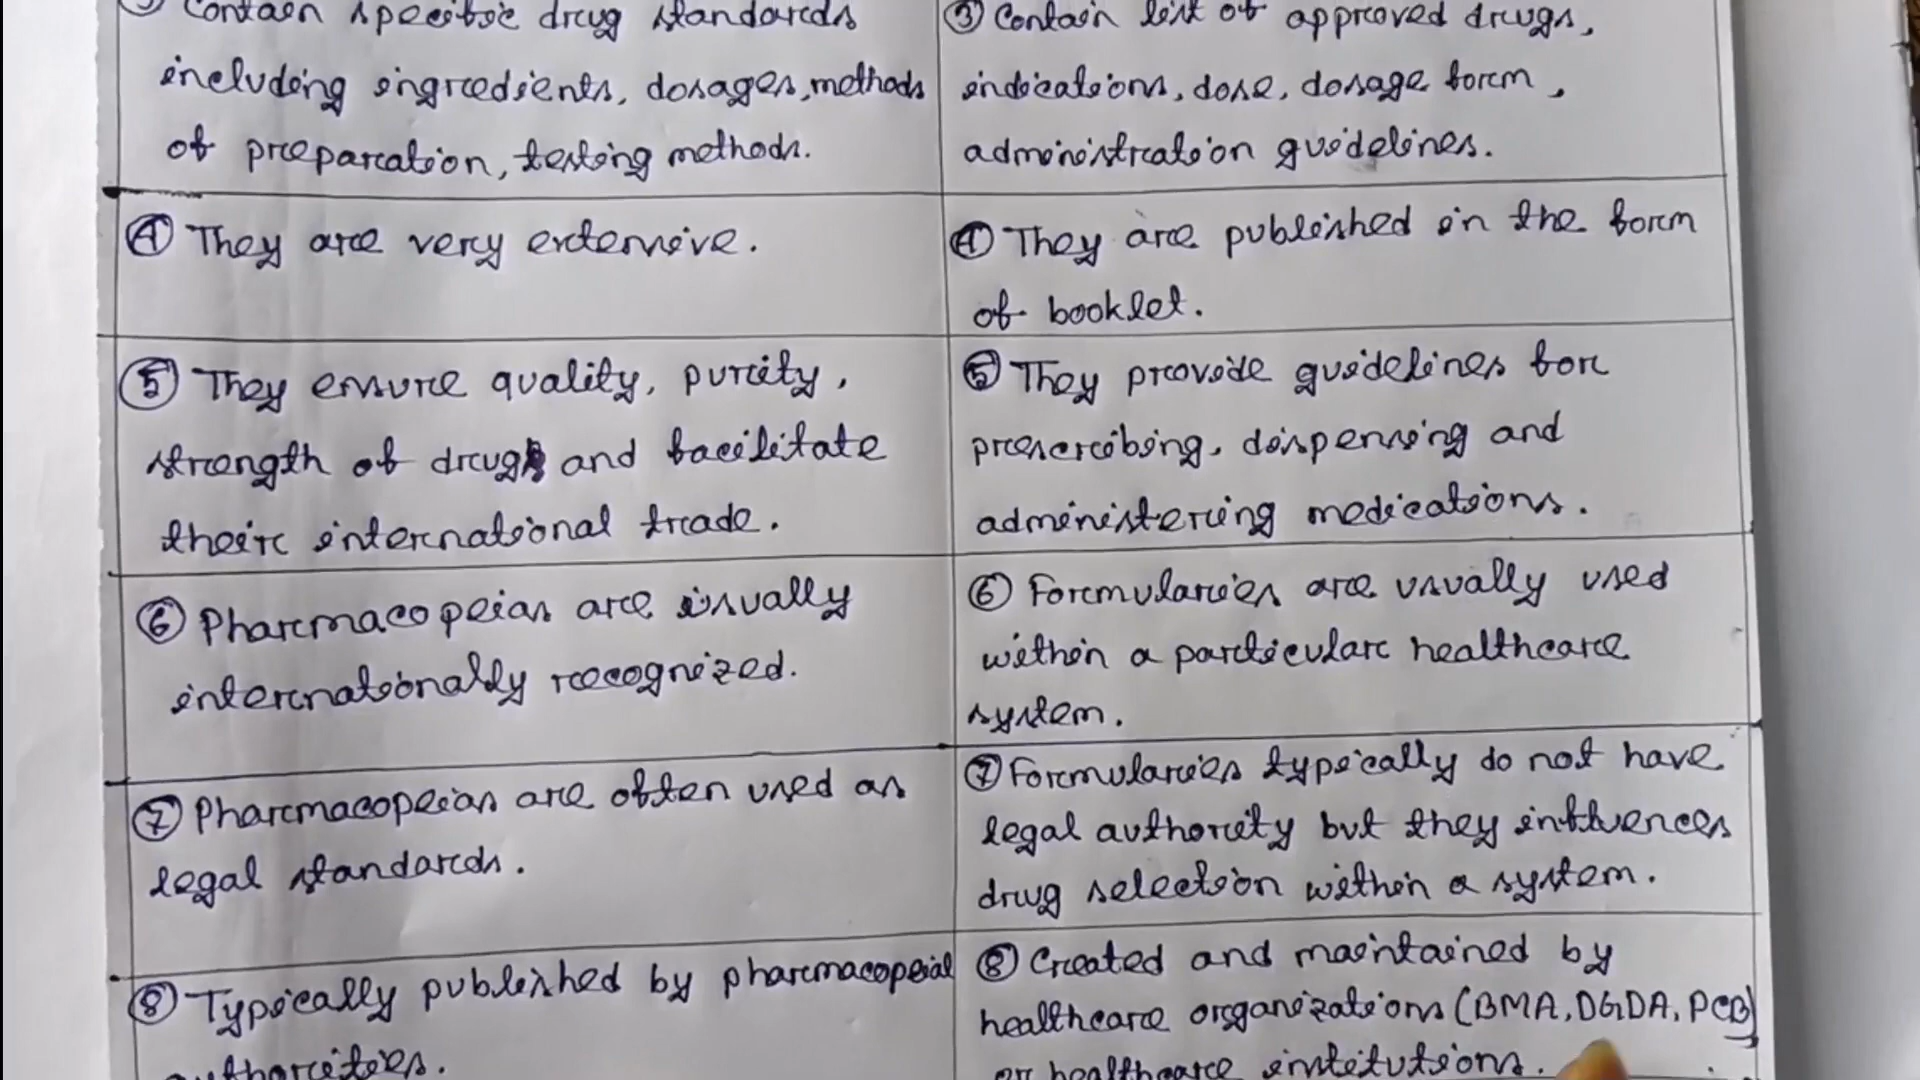 ③ Contain specific drug standards
including ingredients, dosages, methods
of preparation, testing methods.
③ Contain list of approved drugs,
indications, dose, dosage form,
administration guidelines.
④ They are very extensive.
④ They are published in the form
of booklet.
⑤ They ensure quality, purity,
strength of drugs and facilitate
their international trade.
⑤ They provide guidelines for
prescribing, dispensing and
administering medications.
⑥ Pharmacopeias are usually
internationally recognized.
⑥ Formularies are usually used
within a particular healthcare
system.
⑦ Pharmacopeias are often used as
legal standards.
⑦ Formularies typically do not have
legal authority but they influences
drug selection within a system.
⑧ Typically published by pharmacopeial
authorities.
⑧ Created and maintained by
healthcare organizations (BMA, DGDA, PCB)
or healthcare institutions.